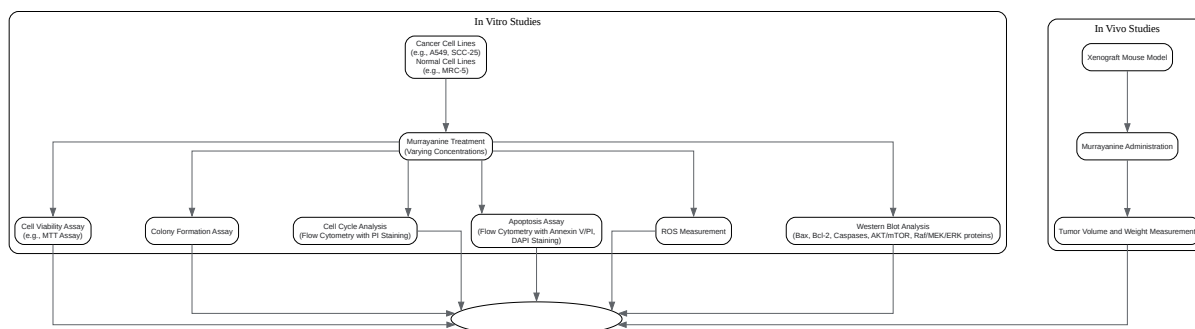 In Vitro Studies
Cancer Cell Lines
(e.g., A549, SCC-25)
Normal Cell Lines
(e.g., MRC-5)
Murrayanine Treatment
(Varying Concentrations)
Cell Viability Assay
(e.g., MTT Assay)
Colony Formation Assay
Cell Cycle Analysis
(Flow Cytometry with PI Staining)
Apoptosis Assay
(Flow Cytometry with Annexin V/PI,
DAPI Staining)
ROS Measurement
Western Blot Analysis
(Bax, Bcl-2, Caspases, AKT/mTOR, Raf/MEK/ERK proteins)
In Vivo Studies
Xenograft Mouse Model
Murrayanine Administration
Tumor Volume and Weight Measurement